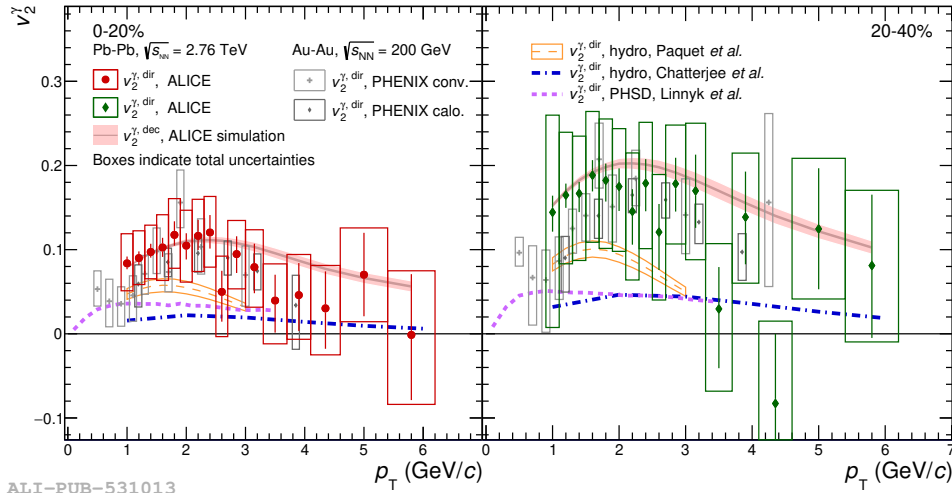 v₂^γ
0-20%
Pb-Pb, √s_NN = 2.76 TeV
Au-Au, √s_NN = 200 GeV
v₂^γ, dir, ALICE
v₂^γ, dir, PHENIX conv.
v₂^γ, dir, ALICE
v₂^γ, dir, PHENIX calo.
v₂^γ, dec, ALICE simulation
Boxes indicate total uncertainties
0.3
0.2
0.1
0
−0.1
0 1 2 3 4 5 6
p_T (GeV/c)
20-40%
v₂^γ, dir, hydro, Paquet et al.
v₂^γ, dir, hydro, Chatterjee et al.
v₂^γ, dir, PHSD, Linnyk et al.
0 1 2 3 4 5 6 7
p_T (GeV/c)
ALI-PUB-531013